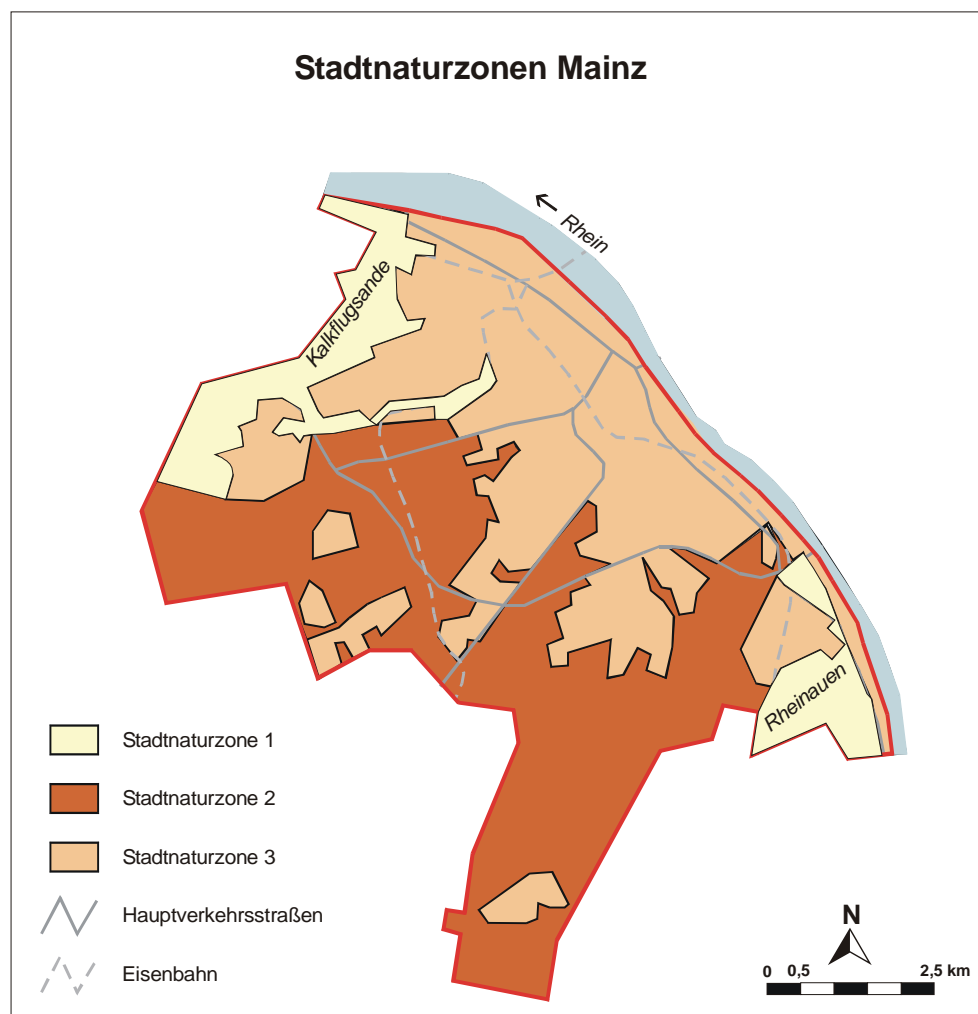 Stadtnaturzonen Mainz
Rhein
Kalkflugsande
Rheinauen
Stadtnaturzone 1
Stadtnaturzone 2
Stadtnaturzone 3
Hauptverkehrsstraßen
Eisenbahn
N
0 0,5 2,5 km